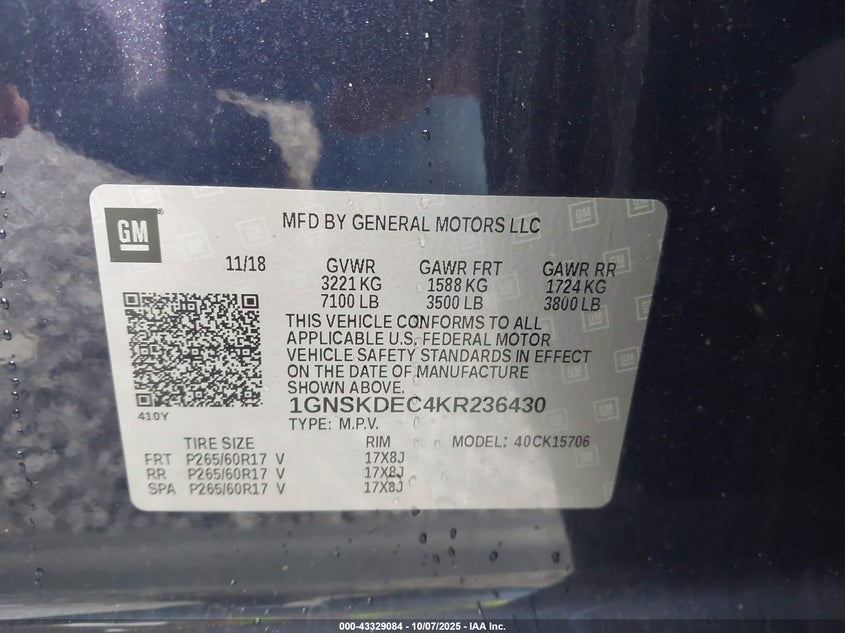 GM
MFD BY GENERAL MOTORS LLC
11/18 GVWR GAWR FRT GAWR RR
3221 KG 1588 KG 1724 KG
7100 LB 3500 LB 3800 LB
THIS VEHICLE CONFORMS TO ALL
APPLICABLE U.S. FEDERAL MOTOR
VEHICLE SAFETY STANDARDS IN EFFECT
ON THE DATE OF MANUFACTURE
SHOWN ABOVE.
410Y
1GNSKDEC4KR236430
TYPE: M.P.V.
TIRE SIZE RIM MODEL: 40CK15706
FRT P265/60R17 V 17X8J
RR P265/60R17 V 17X8J
SPA P265/60R17 V 17X8J
000-43329084 - 10/07/2025 - IAA Inc.